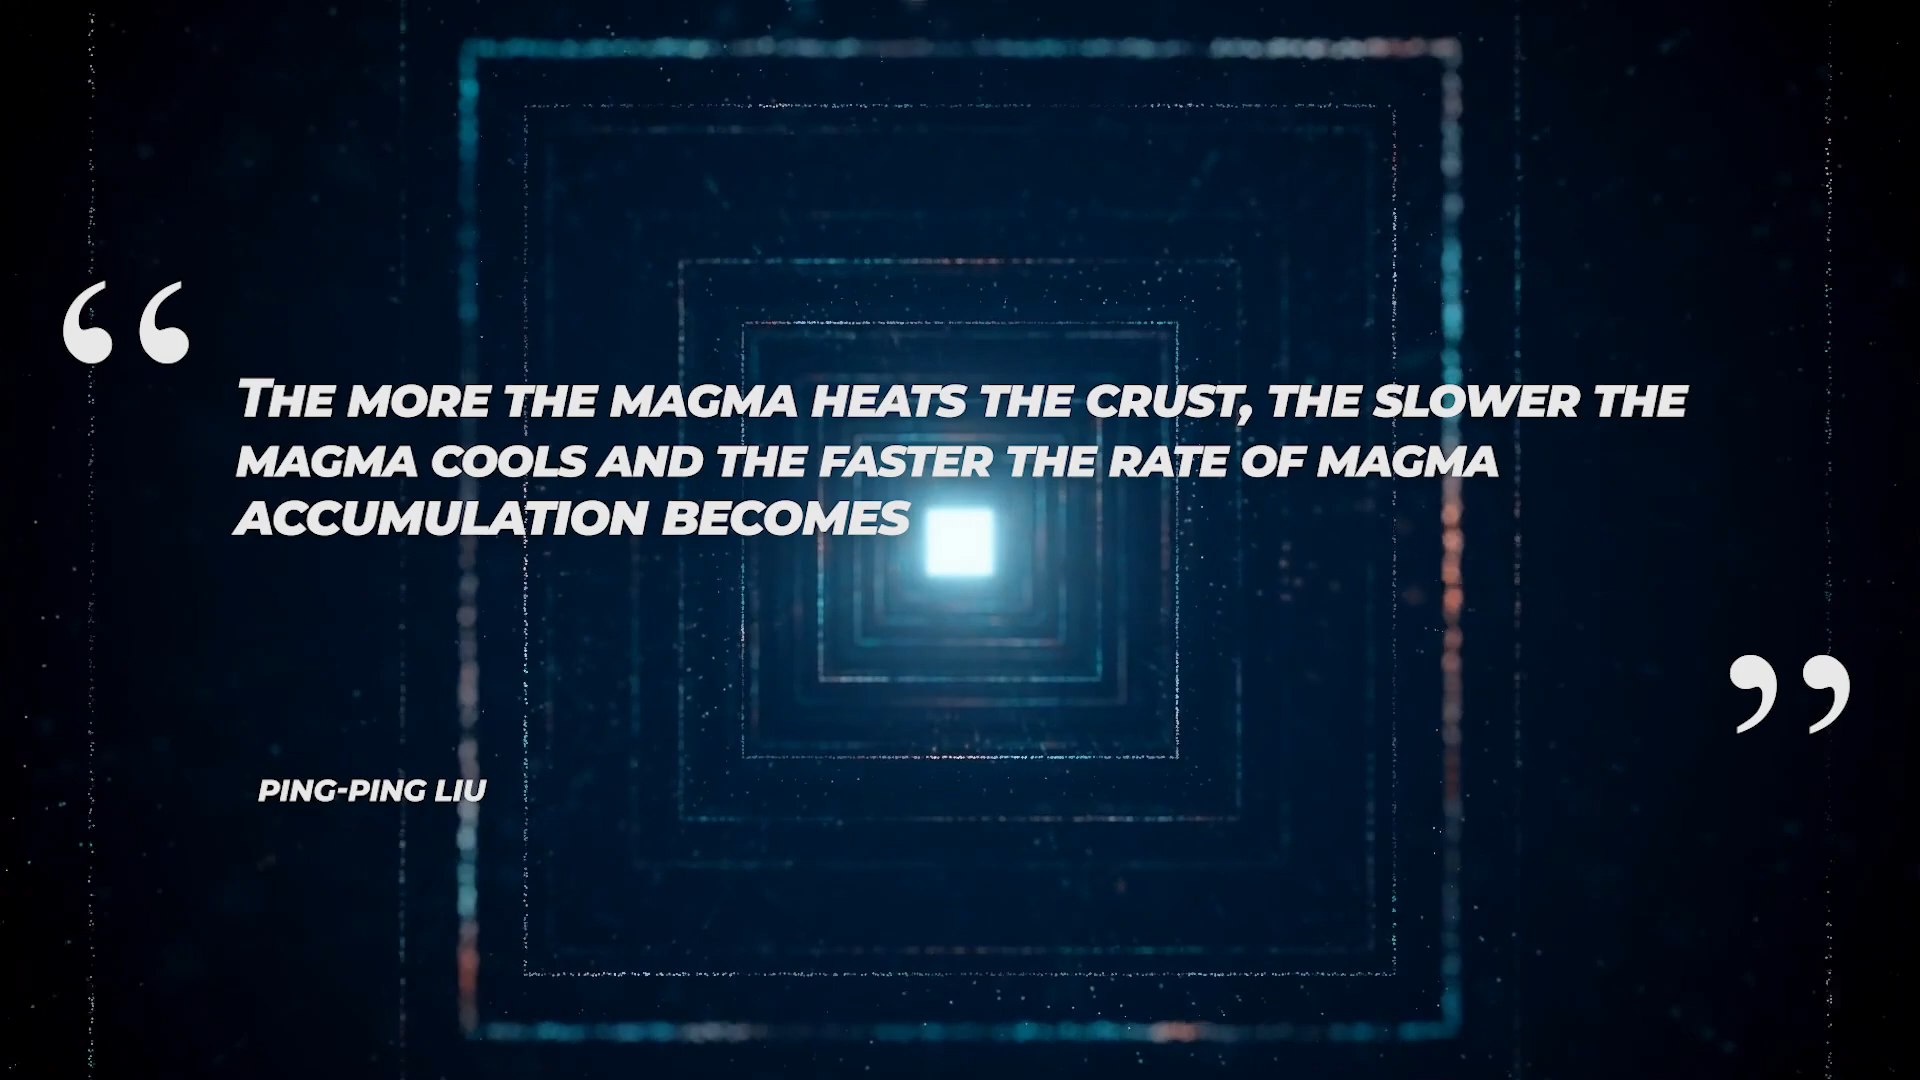 “
The more the magma heats the crust, the slower the
magma cools and the faster the rate of magma
accumulation becomes
”
PING-PING LIU